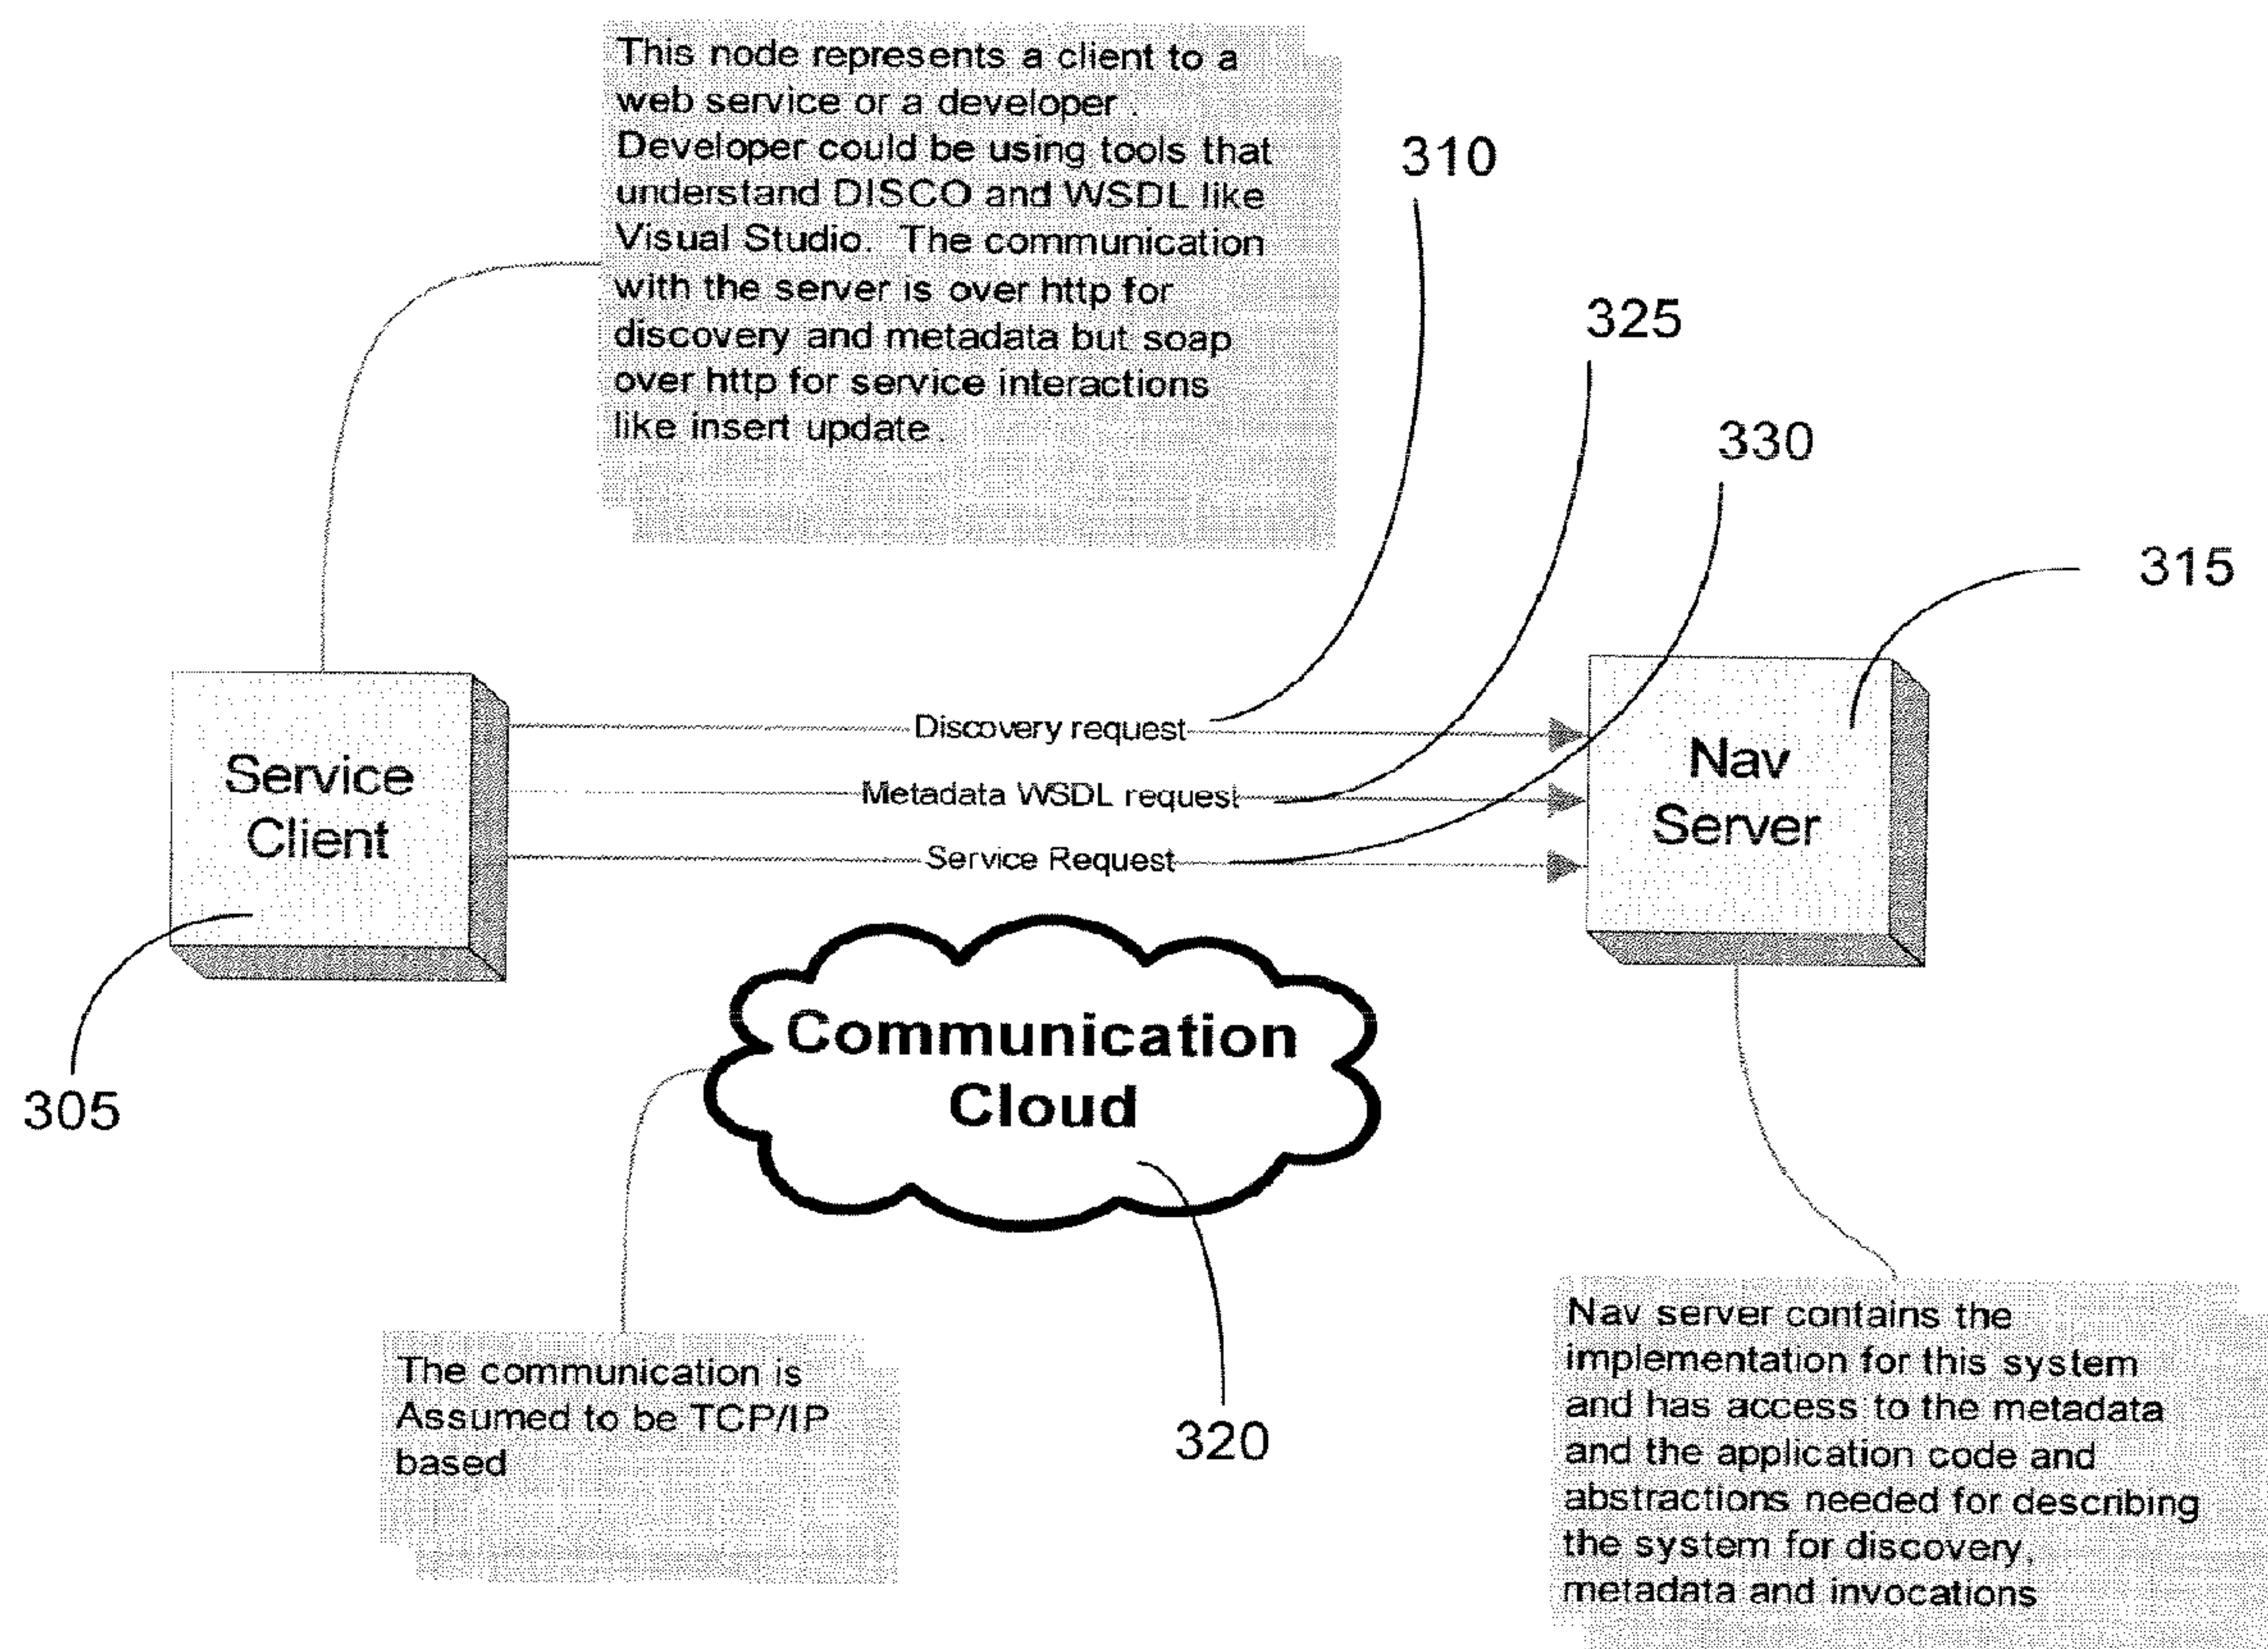 This node represents a client to a
web service or a developer .
Developer could be using tools that
understand DISCO and WSDL like
Visual Studio. The communication
with the server is over http for
discovery and metadata but soap
over http for service interactions
like insert update .
310
325
330
315
Discovery request
Metadata WSDL request
Service Request
Service
Client
Nav
Server
305
Communication
Cloud
320
The communication is
Assumed to be TCP/IP
based
Nav server contains the
implementation for this system
and has access to the metadata
and the application code and
abstractions needed for describing
the system for discovery,
metadata and invocations